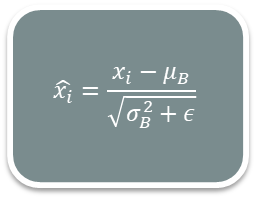 x̂ᵢ = (xᵢ − μ_B) / √(σ_B² + ϵ)